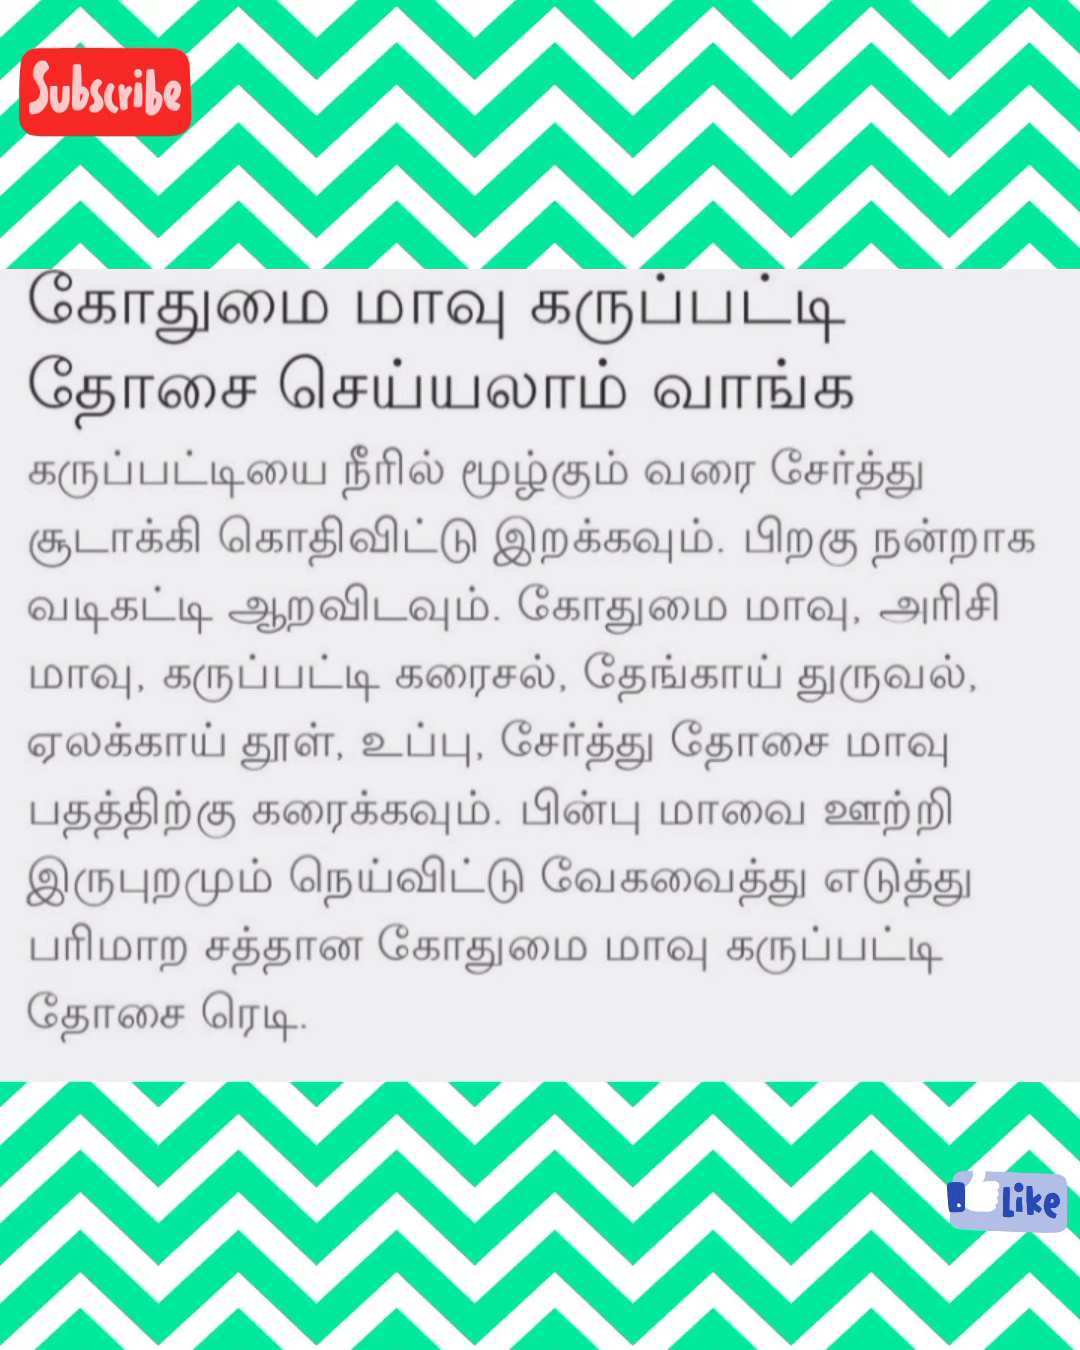 Subscribe
கோதுமை மாவு கருப்பட்டி
தோசை செய்யலாம் வாங்க
கருப்பட்டியை நீரில் மூழ்கும் வரை சேர்த்து
சூடாக்கி கொதிவிட்டு இறக்கவும். பிறகு நன்றாக
வடிகட்டி ஆறவிடவும். கோதுமை மாவு, அரிசி
மாவு, கருப்பட்டி கரைசல், தேங்காய் துருவல்,
ஏலக்காய் தூள், உப்பு, சேர்த்து தோசை மாவு
பதத்திற்கு கரைக்கவும். பின்பு மாவை ஊற்றி
இருபுறமும் நெய்விட்டு வேகவைத்து எடுத்து
பரிமாற சத்தான கோதுமை மாவு கருப்பட்டி
தோசை ரெடி.
Like